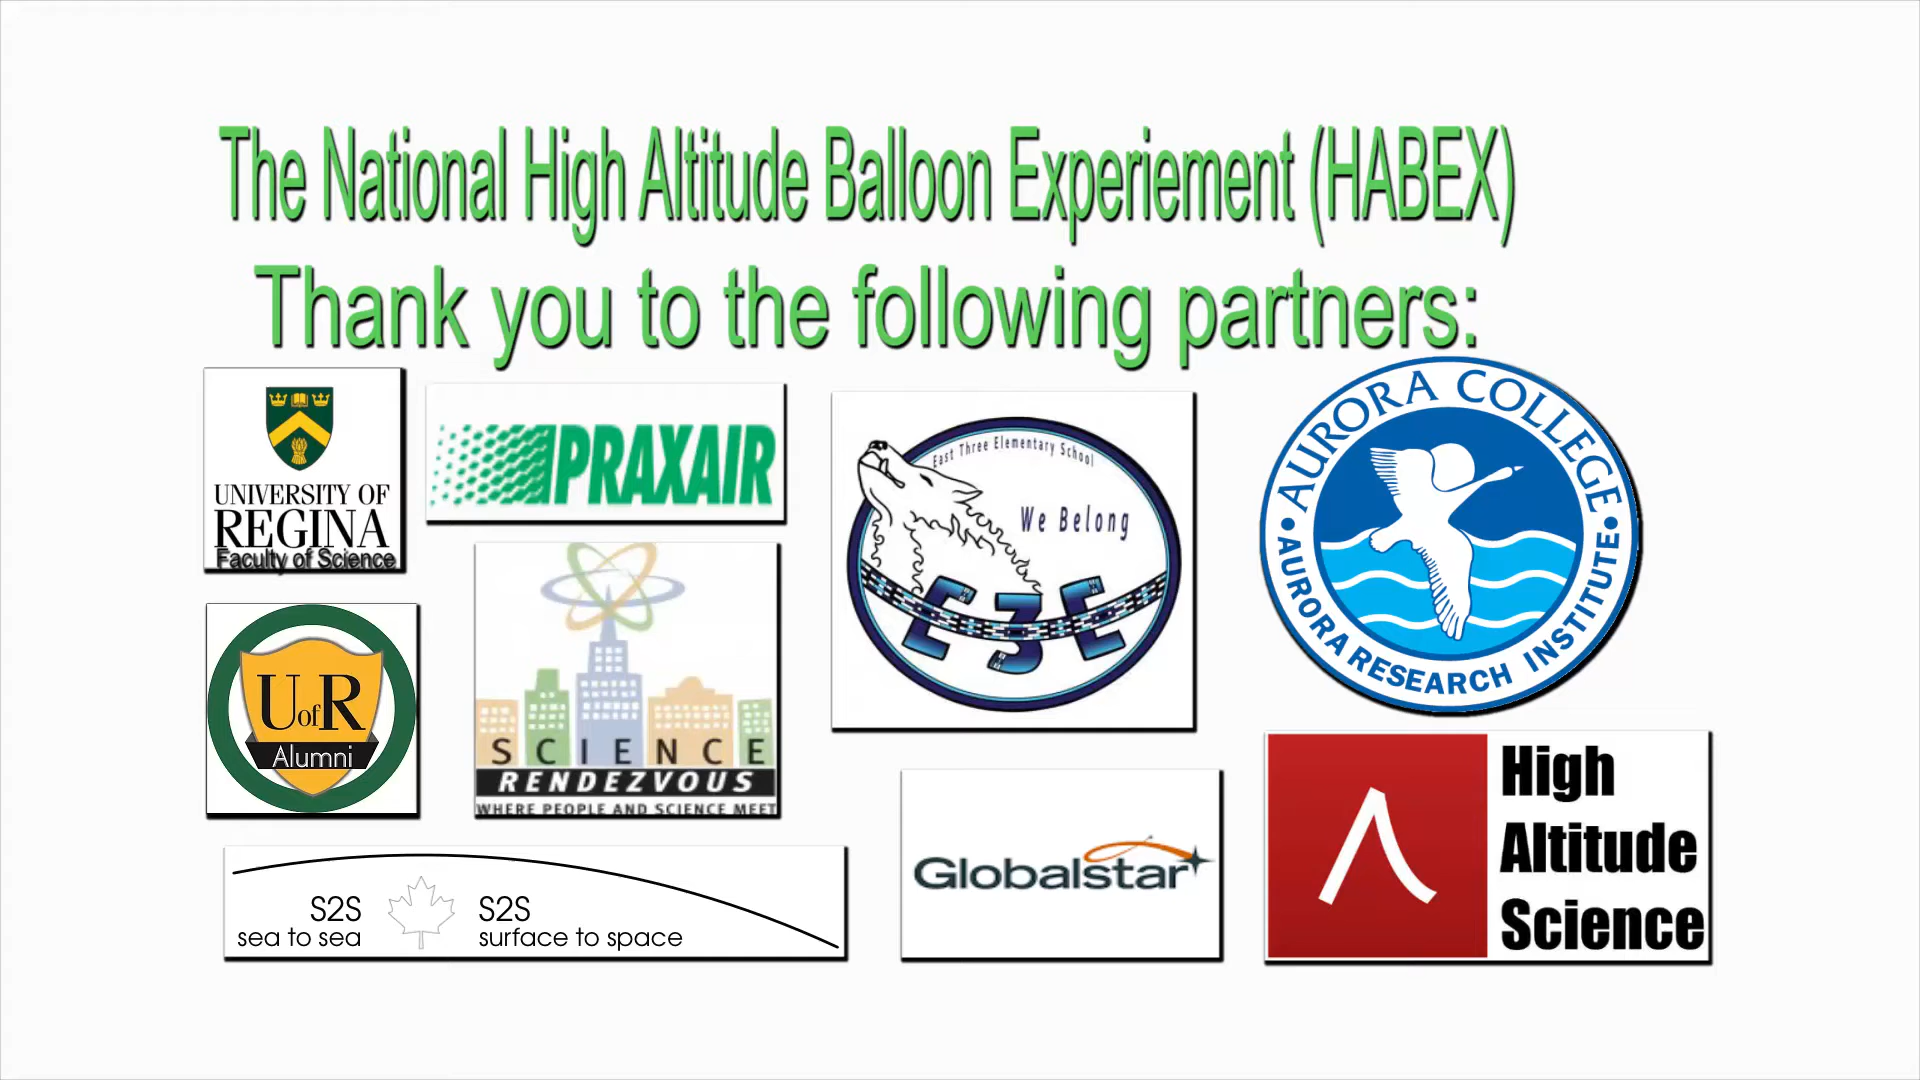 The National High Altitude Balloon Experiement (HABEX)
Thank you to the following partners:
UNIVERSITY OF
REGINA
Faculty of Science
PRAXAIR
East Three Elementary School
We Belong
E3E
AURORA COLLEGE
AURORA RESEARCH INSTITUTE
UofR
Alumni
SCIENCE
RENDEZVOUS
WHERE PEOPLE AND SCIENCE MEET
S2S
sea to sea
S2S
surface to space
Globalstar
High
Altitude
Science